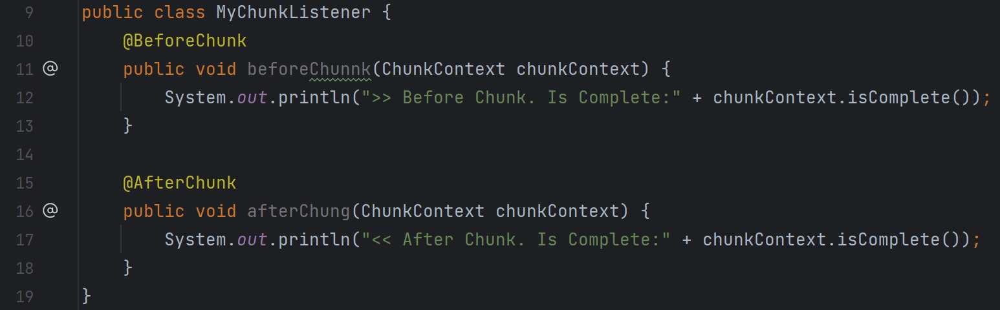 9 public class MyChunkListener {
10 @BeforeChunk
11 @ public void beforeChunnk(ChunkContext chunkContext) {
12 System.out.println(">> Before Chunk. Is Complete:" + chunkContext.isComplete());
13 }
14
15 @AfterChunk
16 @ public void afterChung(ChunkContext chunkContext) {
17 System.out.println("<< After Chunk. Is Complete:" + chunkContext.isComplete());
18 }
19 }